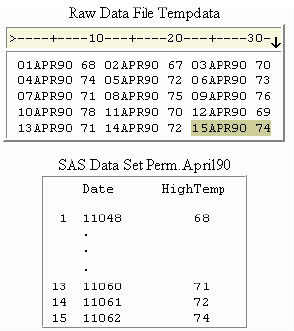 Raw Data File Tempdata
>----+----10---+----20---+----30-
01APR90 68 02APR90 67 03APR90 70
04APR90 74 05APR90 72 06APR90 73
07APR90 71 08APR90 75 09APR90 76
10APR90 78 11APR90 70 12APR90 69
13APR90 71 14APR90 72 15APR90 74
SAS Data Set Perm.April90
Date HighTemp
1 11048 68
.
.
.
13 11060 71
14 11061 72
15 11062 74